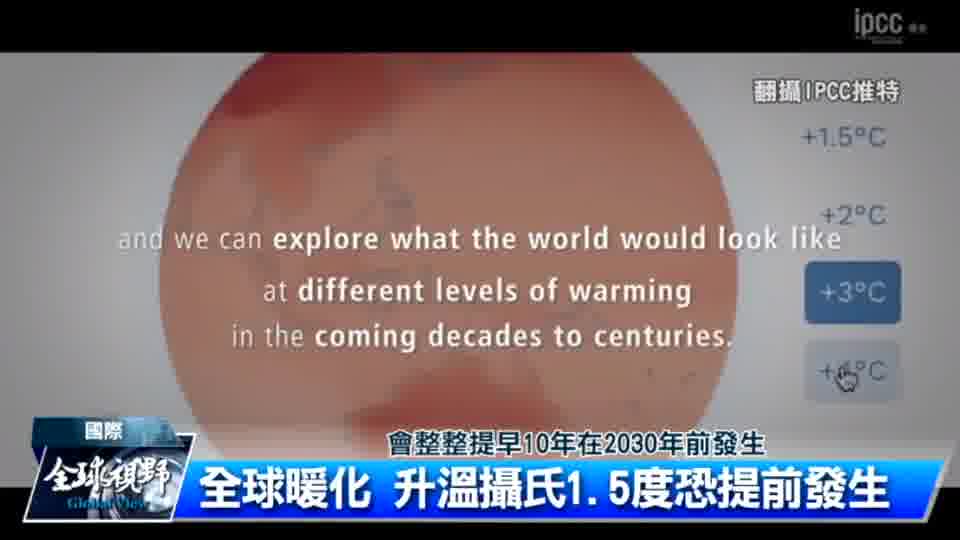 ipcc
翻攝IPCC推特
+1.5°C
+2°C
and we can explore what the world would look like
+3°C
at different levels of warming
in the coming decades to centuries.
國際
全球視野
Global View
會整整提早10年在2030年前發生
全球暖化 升溫攝氏1.5度恐提前發生